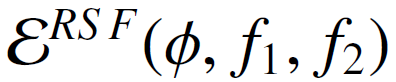 ℰ^{RSF}(ϕ, f₁, f₂)